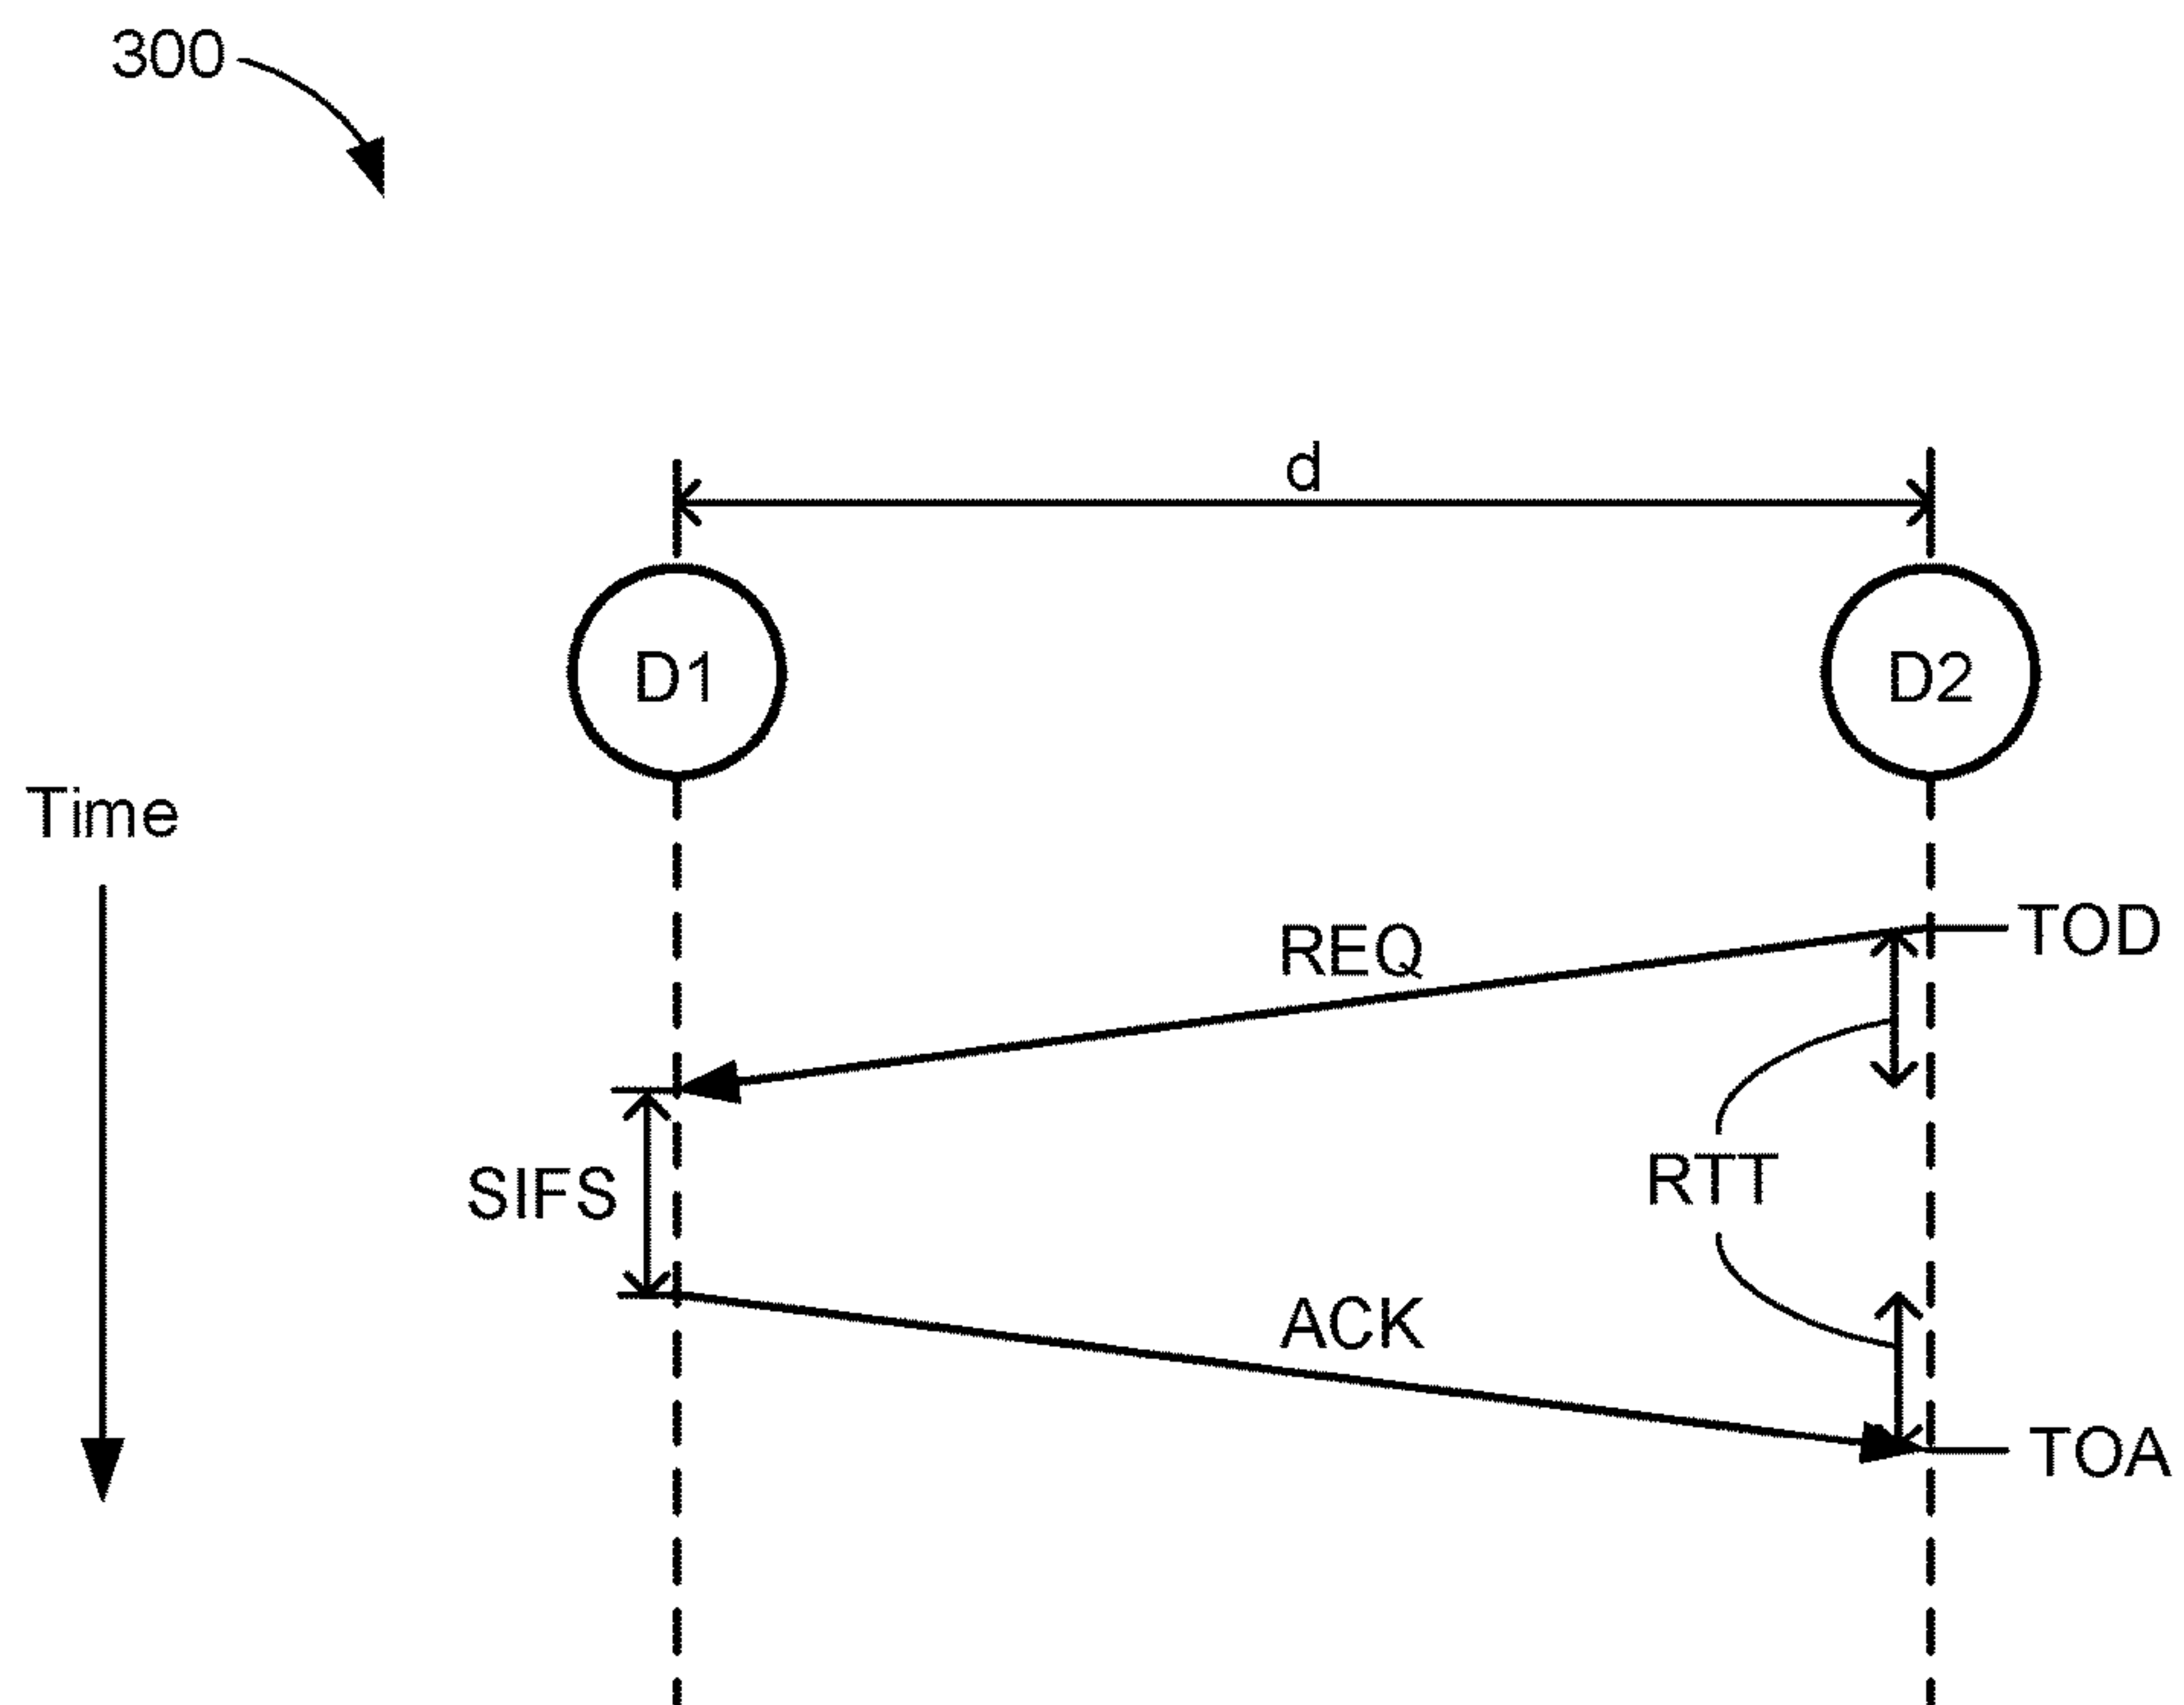 300
d
D1
D2
Time
TOD
REQ
RTT
SIFS
ACK
TOA